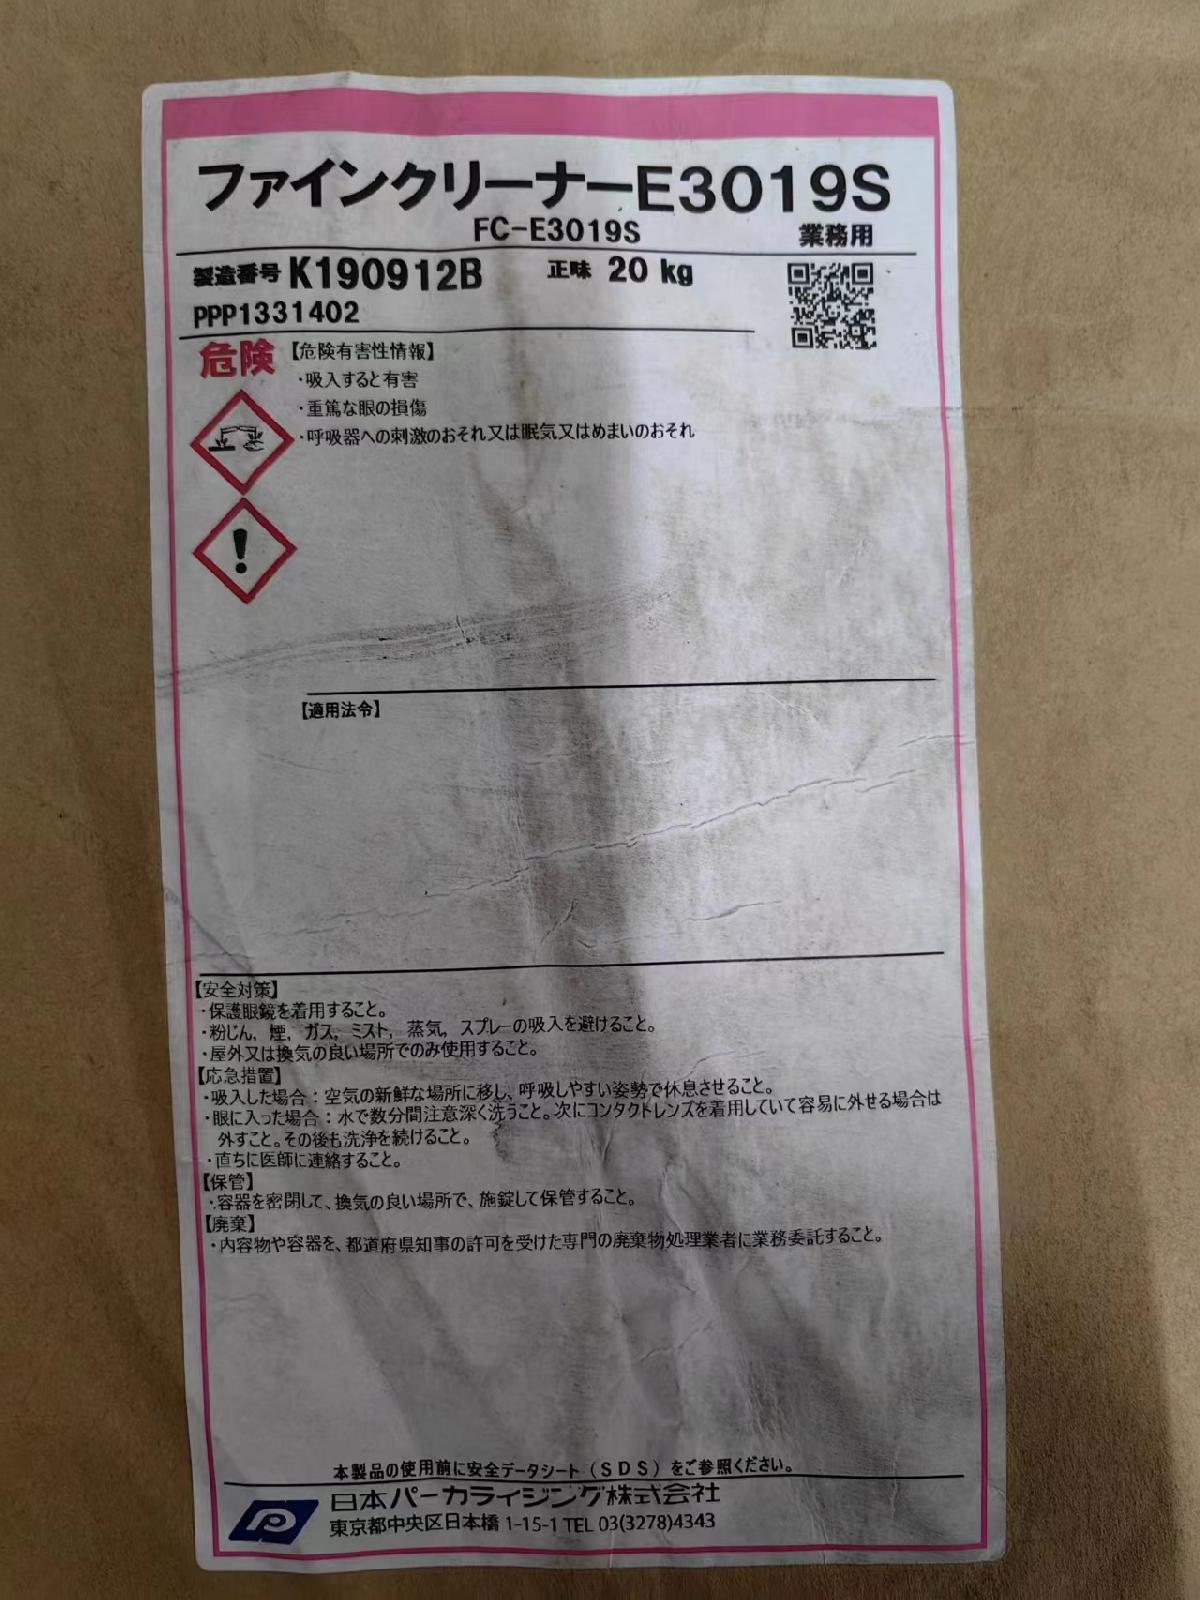 ファインクリーナーE3019S
FC-E3019S
業務用
製造番号 K190912B 正味 20 kg
PPP1331402
危険
【危険有害性情報】
・吸入すると有害
・重篤な眼の損傷
・呼吸器への刺激のおそれ又は眠気又はめまいのおそれ
!
【適用法令】
【安全対策】
・保護眼鏡を着用すること。
・粉じん, 煙, ガス, ミスト, 蒸気, スプレーの吸入を避けること。
・屋外又は換気の良い場所でのみ使用すること。
【応急措置】
・吸入した場合：空気の新鮮な場所に移し、呼吸しやすい姿勢で休息させること。
・眼に入った場合：水で数分間注意深く洗うこと。次にコンタクトレンズを着用していて容易に外せる場合は
外すこと。その後も洗浄を続けること。
・直ちに医師に連絡すること。
【保管】
・容器を密閉して、換気の良い場所で、施錠して保管すること。
【廃棄】
・内容物や容器を、都道府県知事の許可を受けた専門の廃棄物処理業者に業務委託すること。
本製品の使用前に安全データシート（SDS）をご参照ください。
日本パーカライジング株式会社
東京都中央区日本橋 1-15-1 TEL 03(3278)4343